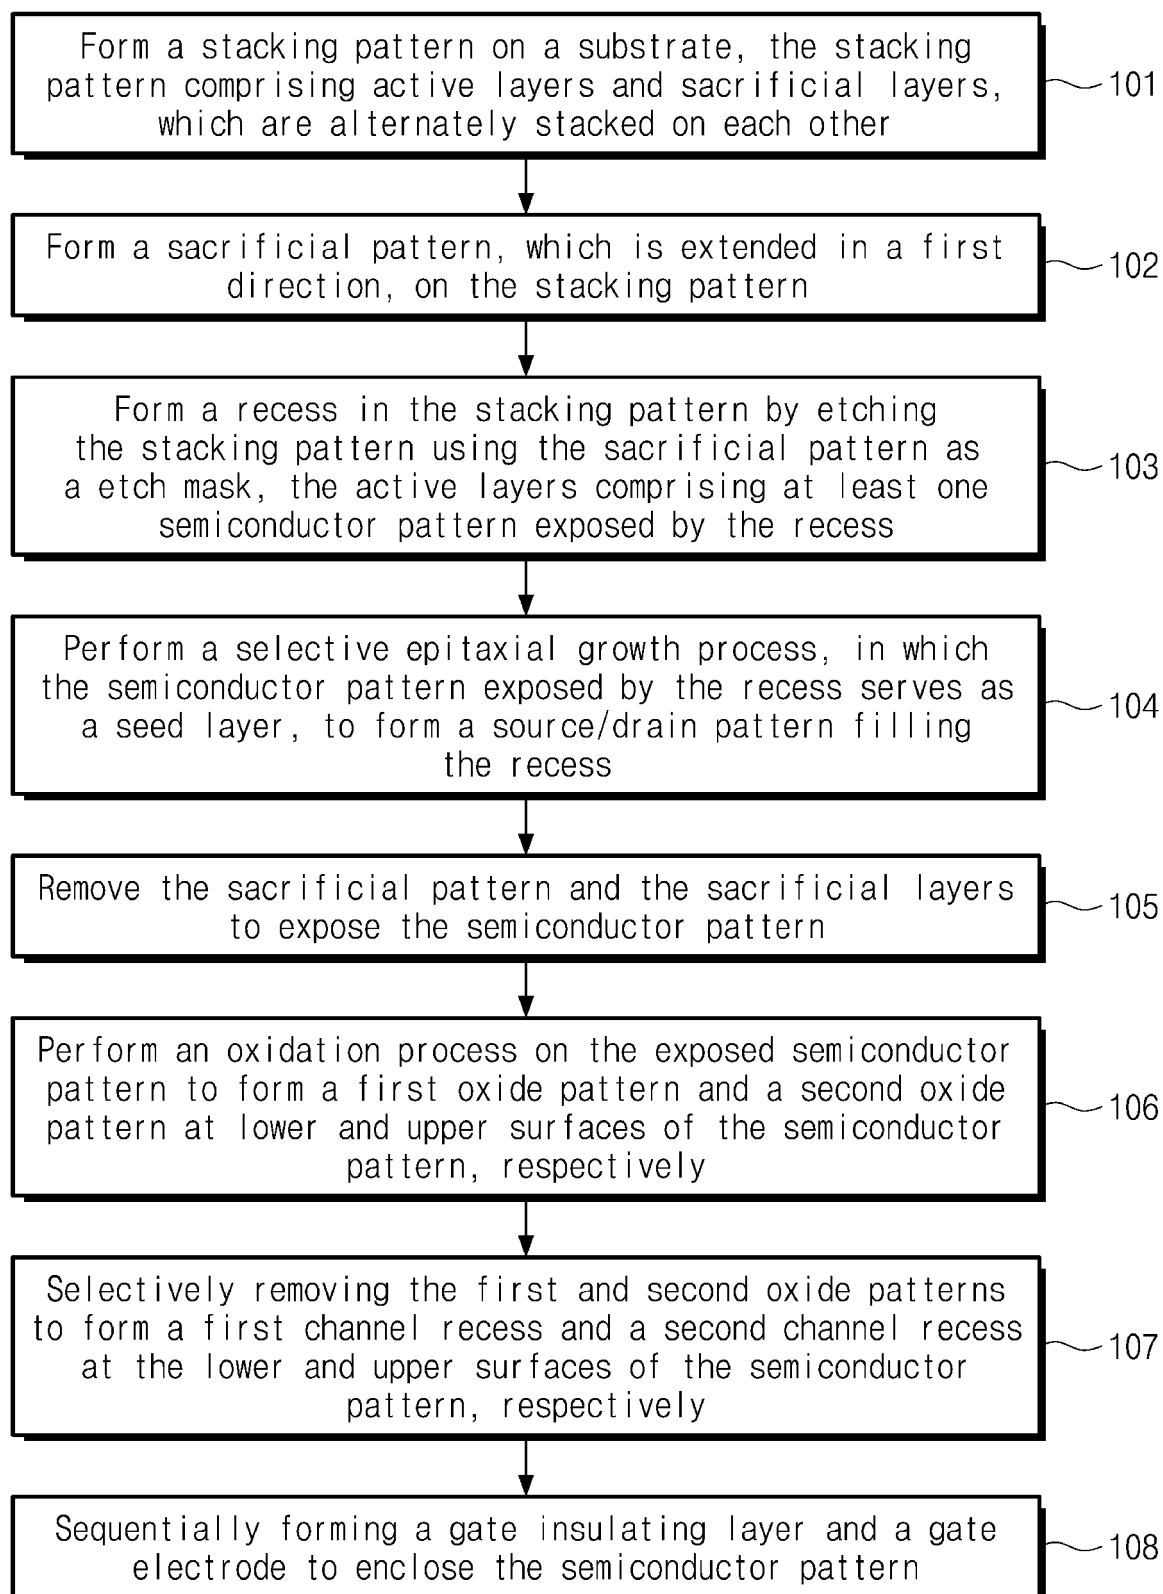 Form a stacking pattern on a substrate, the stacking
pattern comprising active layers and sacrificial layers,
which are alternately stacked on each other
101
Form a sacrificial pattern, which is extended in a first
direction, on the stacking pattern
102
Form a recess in the stacking pattern by etching
the stacking pattern using the sacrificial pattern as
a etch mask, the active layers comprising at least one
semiconductor pattern exposed by the recess
103
Perform a selective epitaxial growth process, in which
the semiconductor pattern exposed by the recess serves as
a seed layer, to form a source/drain pattern filling
the recess
104
Remove the sacrificial pattern and the sacrificial layers
to expose the semiconductor pattern
105
Perform an oxidation process on the exposed semiconductor
pattern to form a first oxide pattern and a second oxide
pattern at lower and upper surfaces of the semiconductor
pattern, respectively
106
Selectively removing the first and second oxide patterns
to form a first channel recess and a second channel recess
at the lower and upper surfaces of the semiconductor
pattern, respectively
107
Sequentially forming a gate insulating layer and a gate
electrode to enclose the semiconductor pattern
108